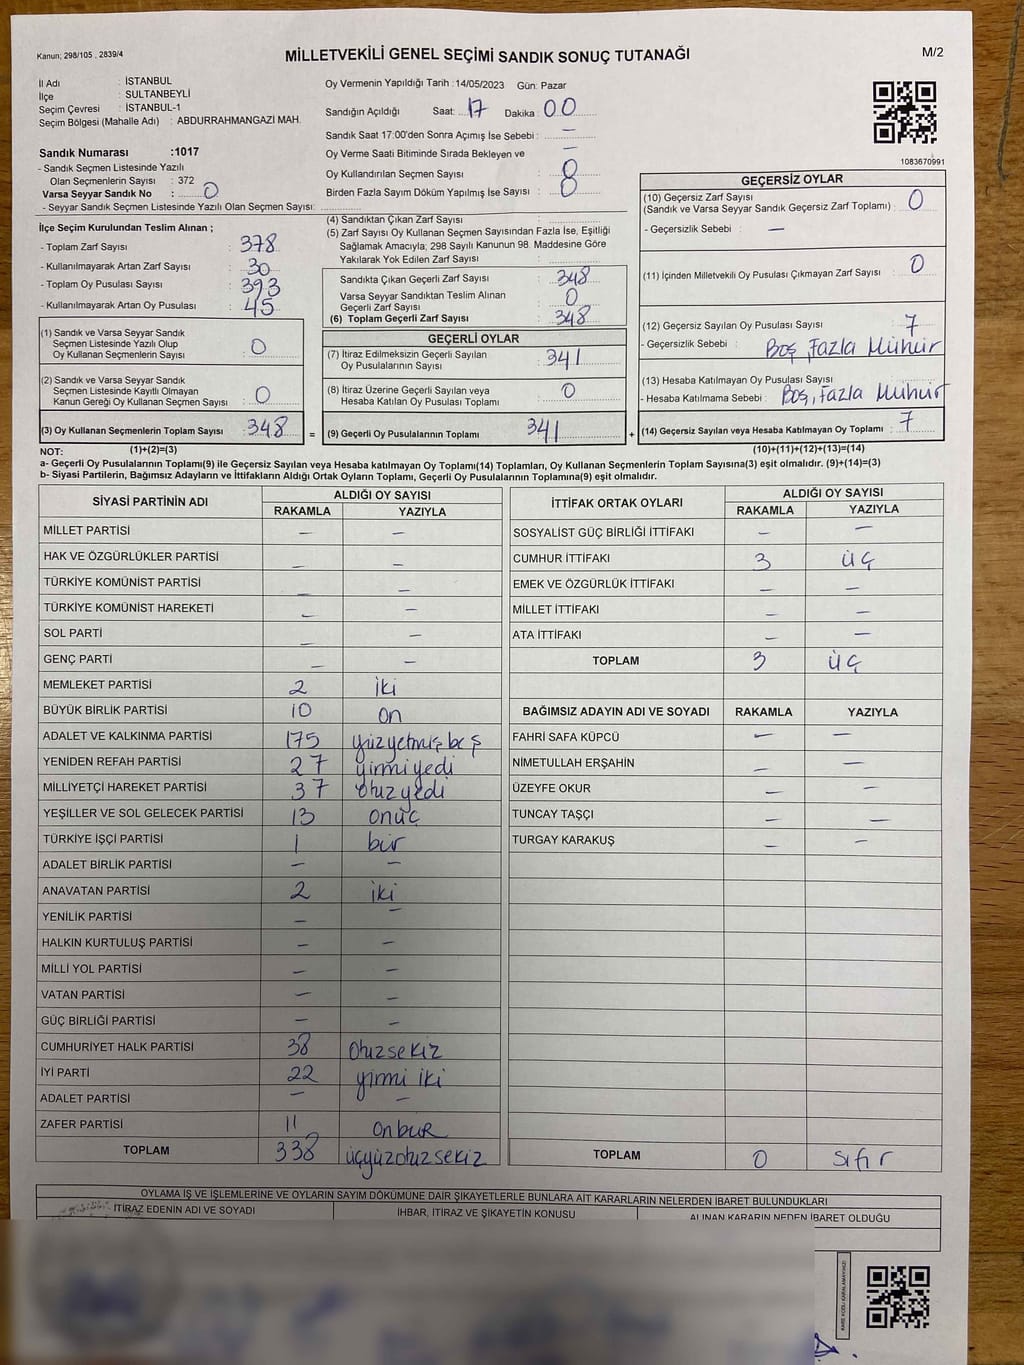 Kanun; 298/105 , 2839/4
MİLLETVEKİLİ GENEL SEÇİMİ SANDIK SONUÇ TUTANAĞI
M/2
İl Adı : İSTANBUL
İlçe : SULTANBEYLİ
Seçim Çevresi : İSTANBUL-1
Seçim Bölgesi (Mahalle Adı) : ABDURRAHMANGAZİ MAH.
Sandık Numarası :1017
- Sandık Seçmen Listesinde Yazılı
Olan Seçmenlerin Sayısı : 372
Varsa Seyyar Sandık No : 0
- Seyyar Sandık Seçmen Listesinde Yazılı Olan Seçmen Sayısı:
Oy Vermenin Yapıldığı Tarih :14/05/2023 Gün: Pazar
Sandığın Açıldığı Saat: 17 Dakika: 00
Sandık Saat 17:00'den Sonra Açımış İse Sebebi : —
Oy Verme Saati Bitiminde Sırada Bekleyen ve —
Oy Kullandırılan Seçmen Sayısı : 0
Birden Fazla Sayım Döküm Yapılmış İse Sayısı : 0
1083670991
İlçe Seçim Kurulundan Teslim Alınan ;
- Toplam Zarf Sayısı : 378
- Kullanılmayarak Artan Zarf Sayısı : 30
- Toplam Oy Pusulası Sayısı : 393
- Kullanılmayarak Artan Oy Pusulası : 45
(1) Sandık ve Varsa Seyyar Sandık
Seçmen Listesinde Yazılı Olup
Oy Kullanan Seçmenlerin Sayısı : 0
(2) Sandık ve Varsa Seyyar Sandık
Seçmen Listesinde Kayıtlı Olmayan
Kanun Gereği Oy Kullanan Seçmen Sayısı : 0
(3) Oy Kullanan Seçmenlerin Toplam Sayısı : 348
(1)+(2)=(3)
(4) Sandıktan Çıkan Zarf Sayısı :
(5) Zarf Sayısı Oy Kullanan Seçmen Sayısından Fazla İse, Eşitliği
Sağlamak Amacıyla; 298 Sayılı Kanunun 98. Maddesine Göre
Yakılarak Yok Edilen Zarf Sayısı :
Sandıkta Çıkan Geçerli Zarf Sayısı : 348
Varsa Seyyar Sandıktan Teslim Alınan
Geçerli Zarf Sayısı : 0
(6) Toplam Geçerli Zarf Sayısı : 348
GEÇERLİ OYLAR
(7) İtiraz Edilmeksizin Geçerli Sayılan
Oy Pusulalarının Sayısı : 341
(8) İtiraz Üzerine Geçerli Sayılan veya
Hesaba Katılan Oy Pusulası Toplamı : 0
= (9) Geçerli Oy Pusulalarının Toplamı : 341 +
GEÇERSİZ OYLAR
(10) Geçersiz Zarf Sayısı
(Sandık ve Varsa Seyyar Sandık Geçersiz Zarf Toplamı) : 0
- Geçersizlik Sebebi : —
(11) İçinden Milletvekili Oy Pusulası Çıkmayan Zarf Sayısı : 0
(12) Geçersiz Sayılan Oy Pusulası Sayısı : 7
- Geçersizlik Sebebi : Boş, Fazla Mühür
(13) Hesaba Katılmayan Oy Pusulası Sayısı :
- Hesaba Katılmama Sebebi : Boş, Fazla Mühür
(14) Geçersiz Sayılan veya Hesaba Katılmayan Oy Toplamı : 7
(10)+(11)+(12)+(13)=(14)
NOT:
a- Geçerli Oy Pusulalarının Toplamı(9) ile Geçersiz Sayılan veya Hesaba katılmayan Oy Toplamı(14) Toplamları, Oy Kullanan Seçmenlerin Toplam Sayısına(3) eşit olmalıdır. (9)+(14)=(3)
b- Siyasi Partilerin, Bağımsız Adayların ve İttifakların Aldığı Ortak Oyların Toplamı, Geçerli Oy Pusulalarının Toplamına(9) eşit olmalıdır.
SİYASİ PARTİNİN ADI ALDIĞI OY SAYISI
RAKAMLA YAZIYLA
MİLLET PARTİSİ — —
HAK VE ÖZGÜRLÜKLER PARTİSİ — —
TÜRKİYE KOMÜNİST PARTİSİ — —
TÜRKİYE KOMÜNİST HAREKETİ — —
SOL PARTİ — —
GENÇ PARTİ — —
MEMLEKET PARTİSİ 2 iki
BÜYÜK BİRLİK PARTİSİ 10 on
ADALET VE KALKINMA PARTİSİ 175 yüzyetmiş beş
YENİDEN REFAH PARTİSİ 27 yirmiyedi
MİLLİYETÇİ HAREKET PARTİSİ 37 otuzyedi
YEŞİLLER VE SOL GELECEK PARTİSİ 13 onüç
TÜRKİYE İŞÇİ PARTİSİ 1 bir
ADALET BİRLİK PARTİSİ — —
ANAVATAN PARTİSİ 2 iki
YENİLİK PARTİSİ — —
HALKIN KURTULUŞ PARTİSİ — —
MİLLİ YOL PARTİSİ — —
VATAN PARTİSİ — —
GÜÇ BİRLİĞİ PARTİSİ — —
CUMHURİYET HALK PARTİSİ 38 otuzsekiz
İYİ PARTİ 22 yirmi iki
ADALET PARTİSİ — —
ZAFER PARTİSİ 11 onbir
TOPLAM 338 üçyüzotuzsekiz
İTTİFAK ORTAK OYLARI ALDIĞI OY SAYISI
RAKAMLA YAZIYLA
SOSYALİST GÜÇ BİRLİĞİ İTTİFAKI — —
CUMHUR İTTİFAKI 3 üç
EMEK VE ÖZGÜRLÜK İTTİFAKI — —
MİLLET İTTİFAKI — —
ATA İTTİFAKI — —
TOPLAM 3 üç
BAĞIMSIZ ADAYIN ADI VE SOYADI RAKAMLA YAZIYLA
FAHRİ SAFA KÜPCÜ — —
NİMETULLAH ERŞAHİN — —
ÜZEYFE OKUR — —
TUNCAY TAŞÇI — —
TURGAY KARAKUŞ — —
TOPLAM 0 sıfır
OYLAMA İŞ VE İŞLEMLERİNE VE OYLARIN SAYIM DÖKÜMÜNE DAİR ŞİKAYETLERLE BUNLARA AİT KARARLARIN NELERDEN İBARET BULUNDUKLARI
İTİRAZ EDENİN ADI VE SOYADI İHBAR, İTİRAZ VE ŞİKAYETİN KONUSU ALINAN KARARIN NEDEN İBARET OLDUĞU